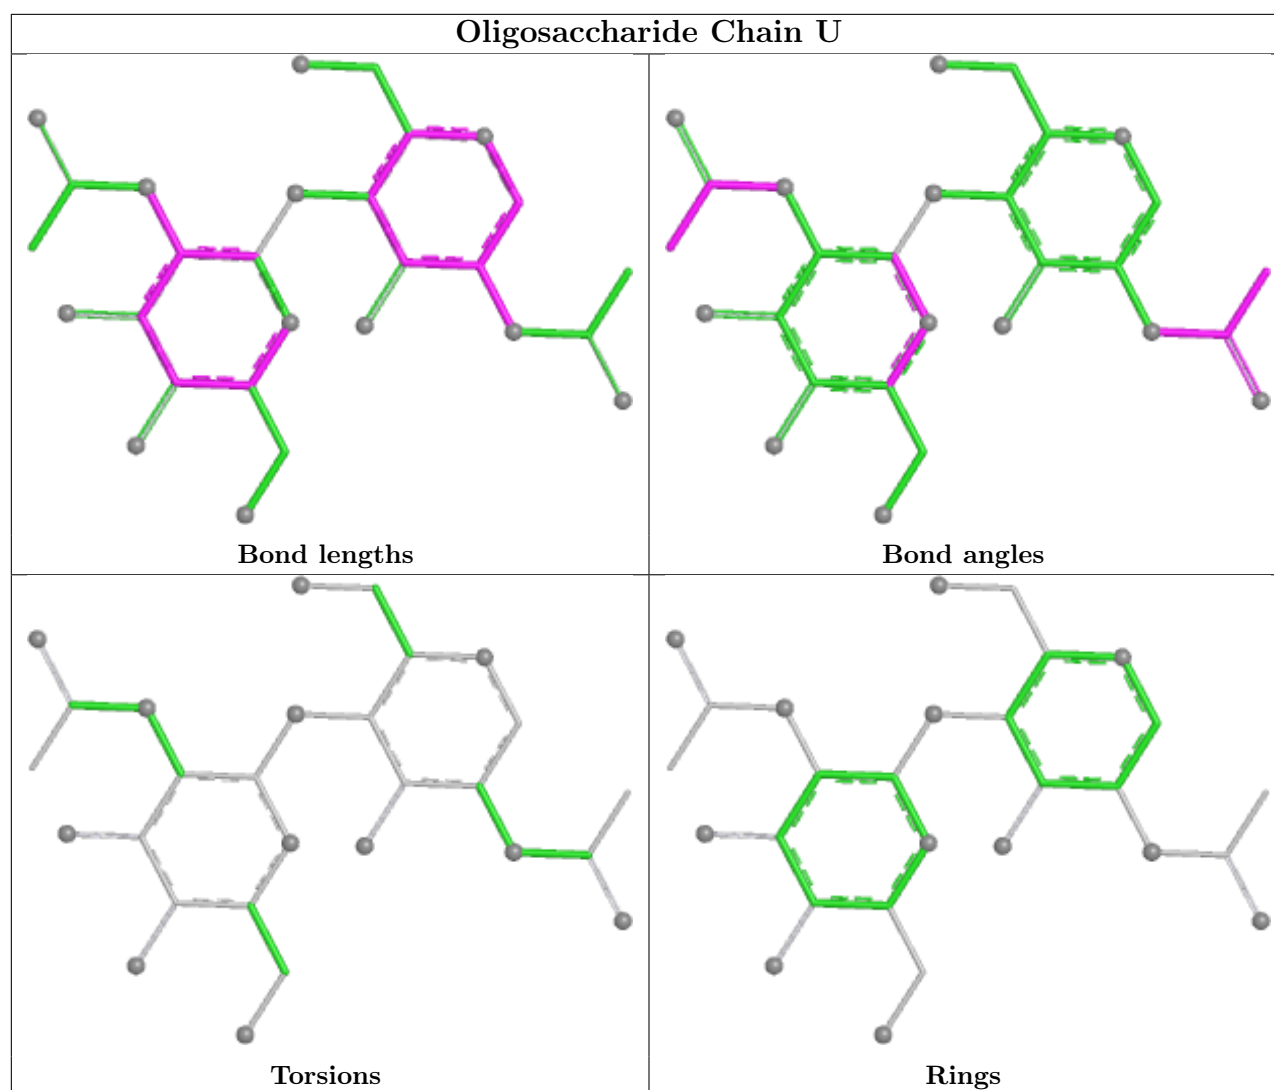 Oligosaccharide Chain U
Bond lengths
Bond angles
Torsions
Rings